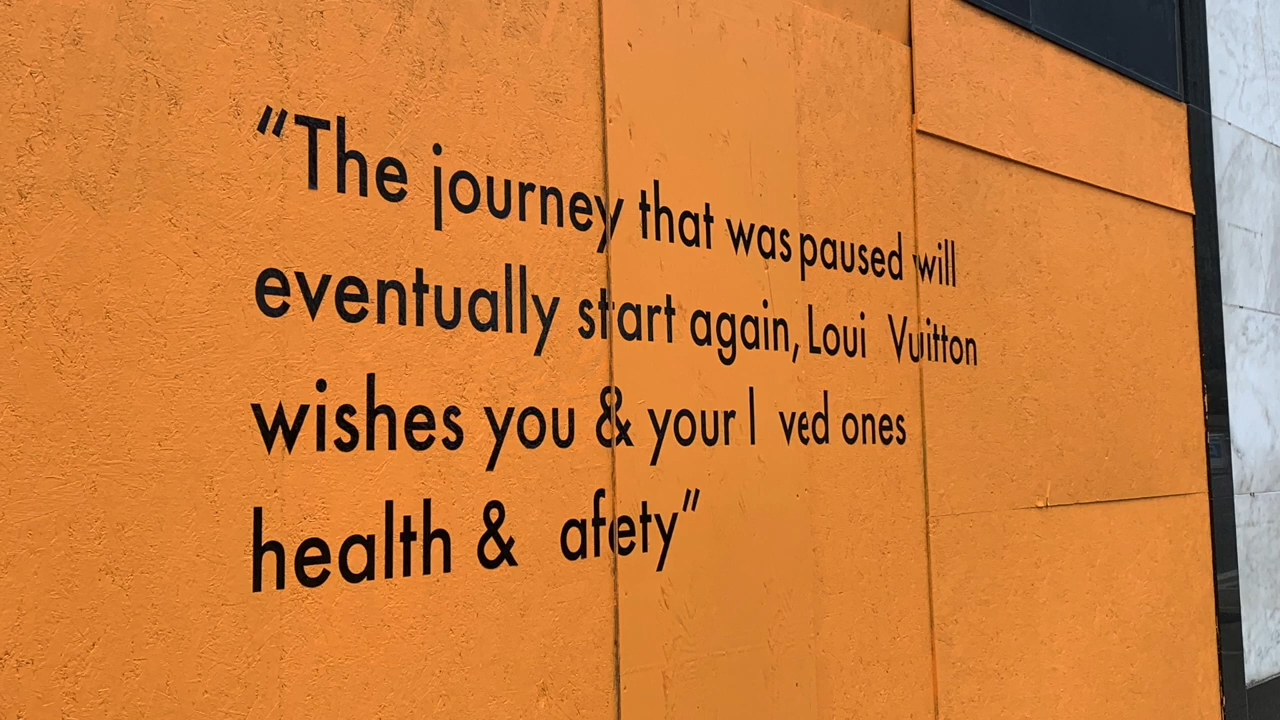 “The journey that was paused will
eventually start again, Loui Vuitton
wishes you & your l ved ones
health & afety”